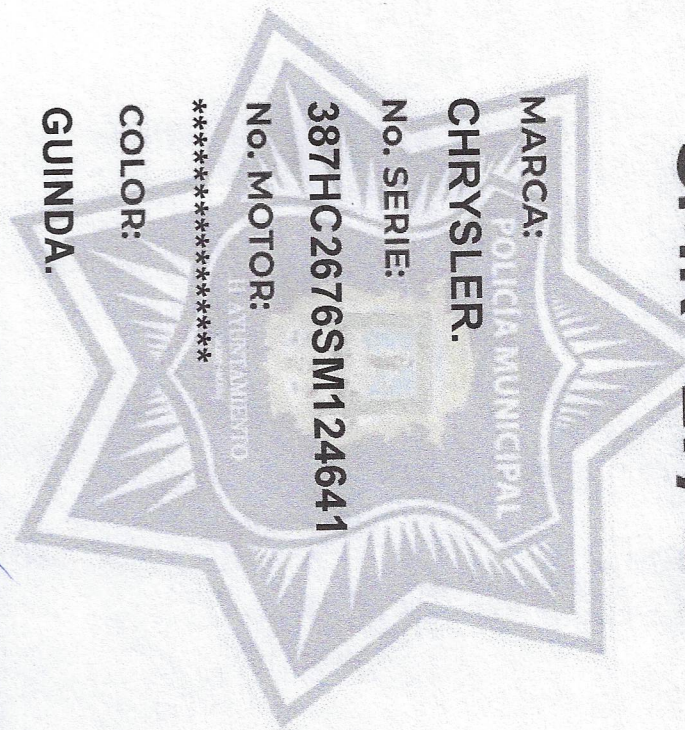 MARCA:
CHRYSLER.
No. SERIE:
387HC2676SM124641
No. MOTOR:
*****************
COLOR:
GUINDA.
POLICIA MUNICIPAL
H. AYUNTAMIENTO